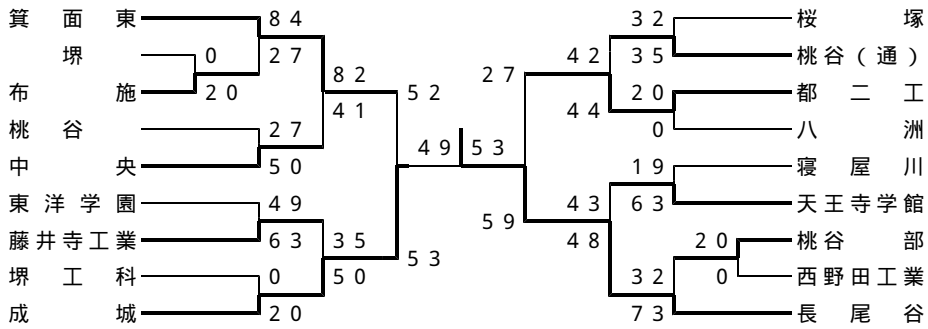 箕面東 84 32 桜塚
堺 0 27 42 35 桃谷(通)
82 27
布施 20 52 20 都二工
41 44
桃谷 27 0 八洲
49 53
中央 50 19 寝屋川
東洋学園 49 43 63 天王寺学館
59
藤井寺工業 63 35 48 20 桃谷部
53
堺工科 0 50 32 0 西野田工業
成城 20 73 長尾谷